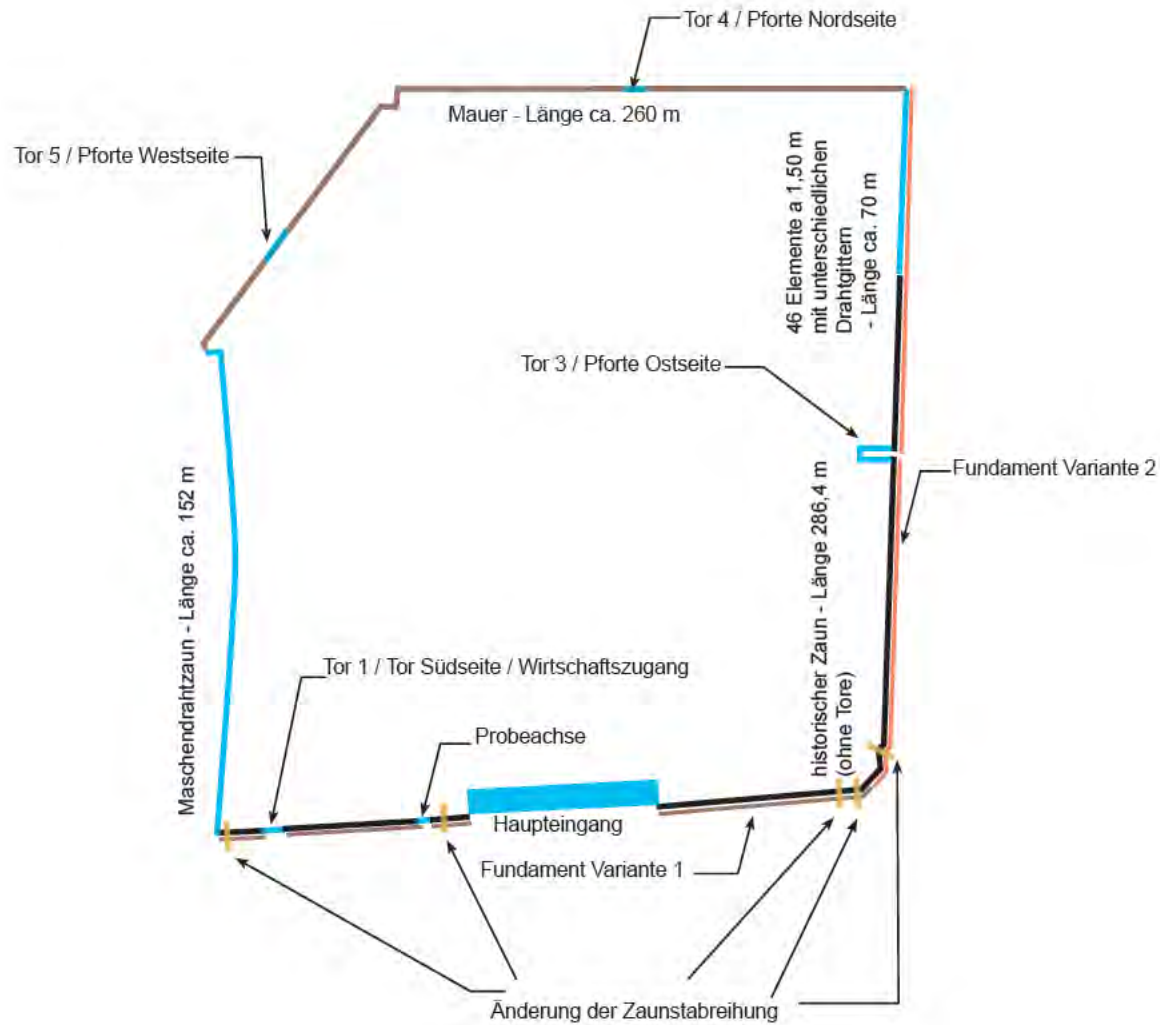 Tor 4 / Pforte Nordseite
Mauer - Länge ca. 260 m
Tor 5 / Pforte Westseite
46 Elemente a 1,50 m
mit unterschiedlichen
Drahtgittern
- Länge ca. 70 m
Tor 3 / Pforte Ostseite
Fundament Variante 2
Maschendrahtzaun - Länge ca. 152 m
historischer Zaun - Länge 286,4 m
(ohne Tore)
Tor 1 / Tor Südseite / Wirtschaftszugang
Probeachse
Haupteingang
Fundament Variante 1
Änderung der Zaunstabreihung